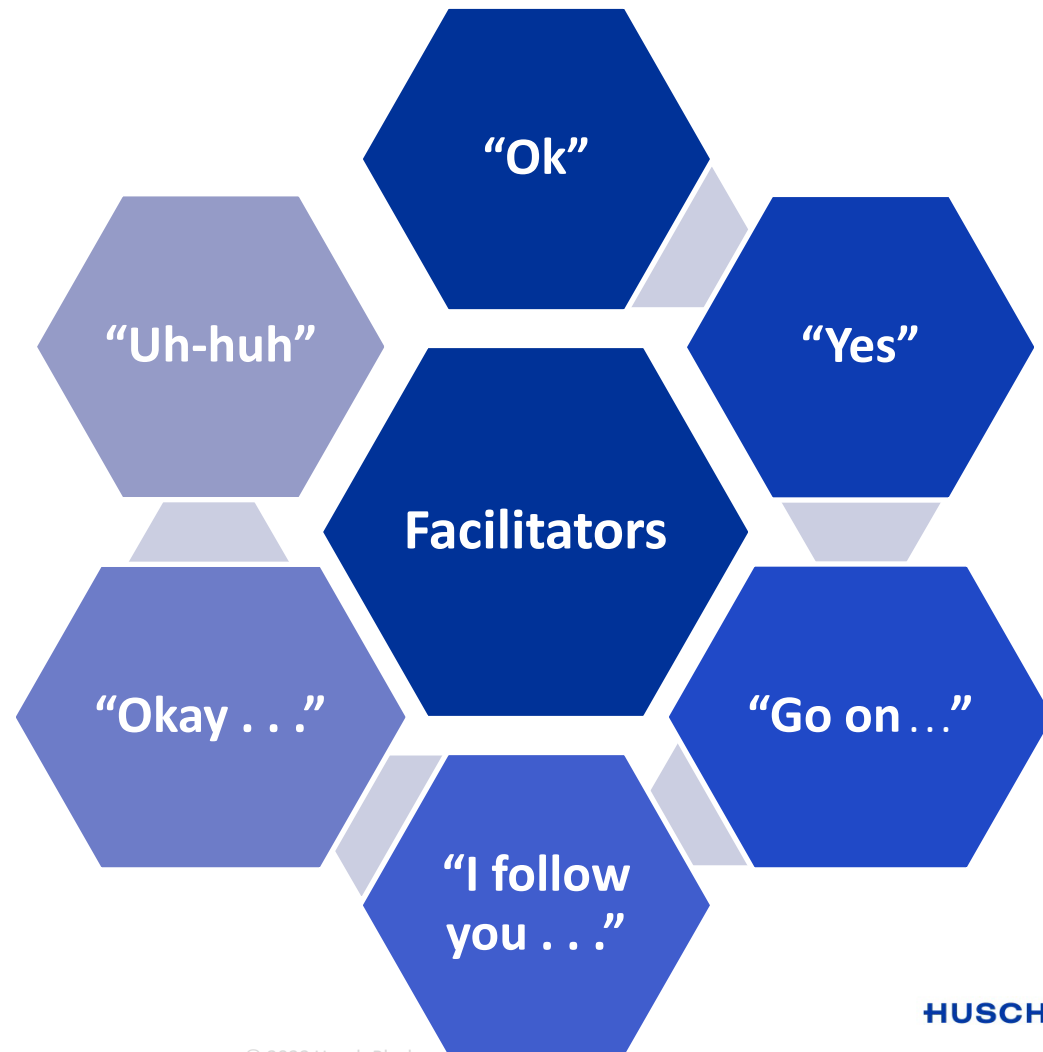 “Ok”
“Yes”
“Uh-huh”
Facilitators
“Go on …”
“Okay . . .”
“I follow
you . . .”
HUSCH